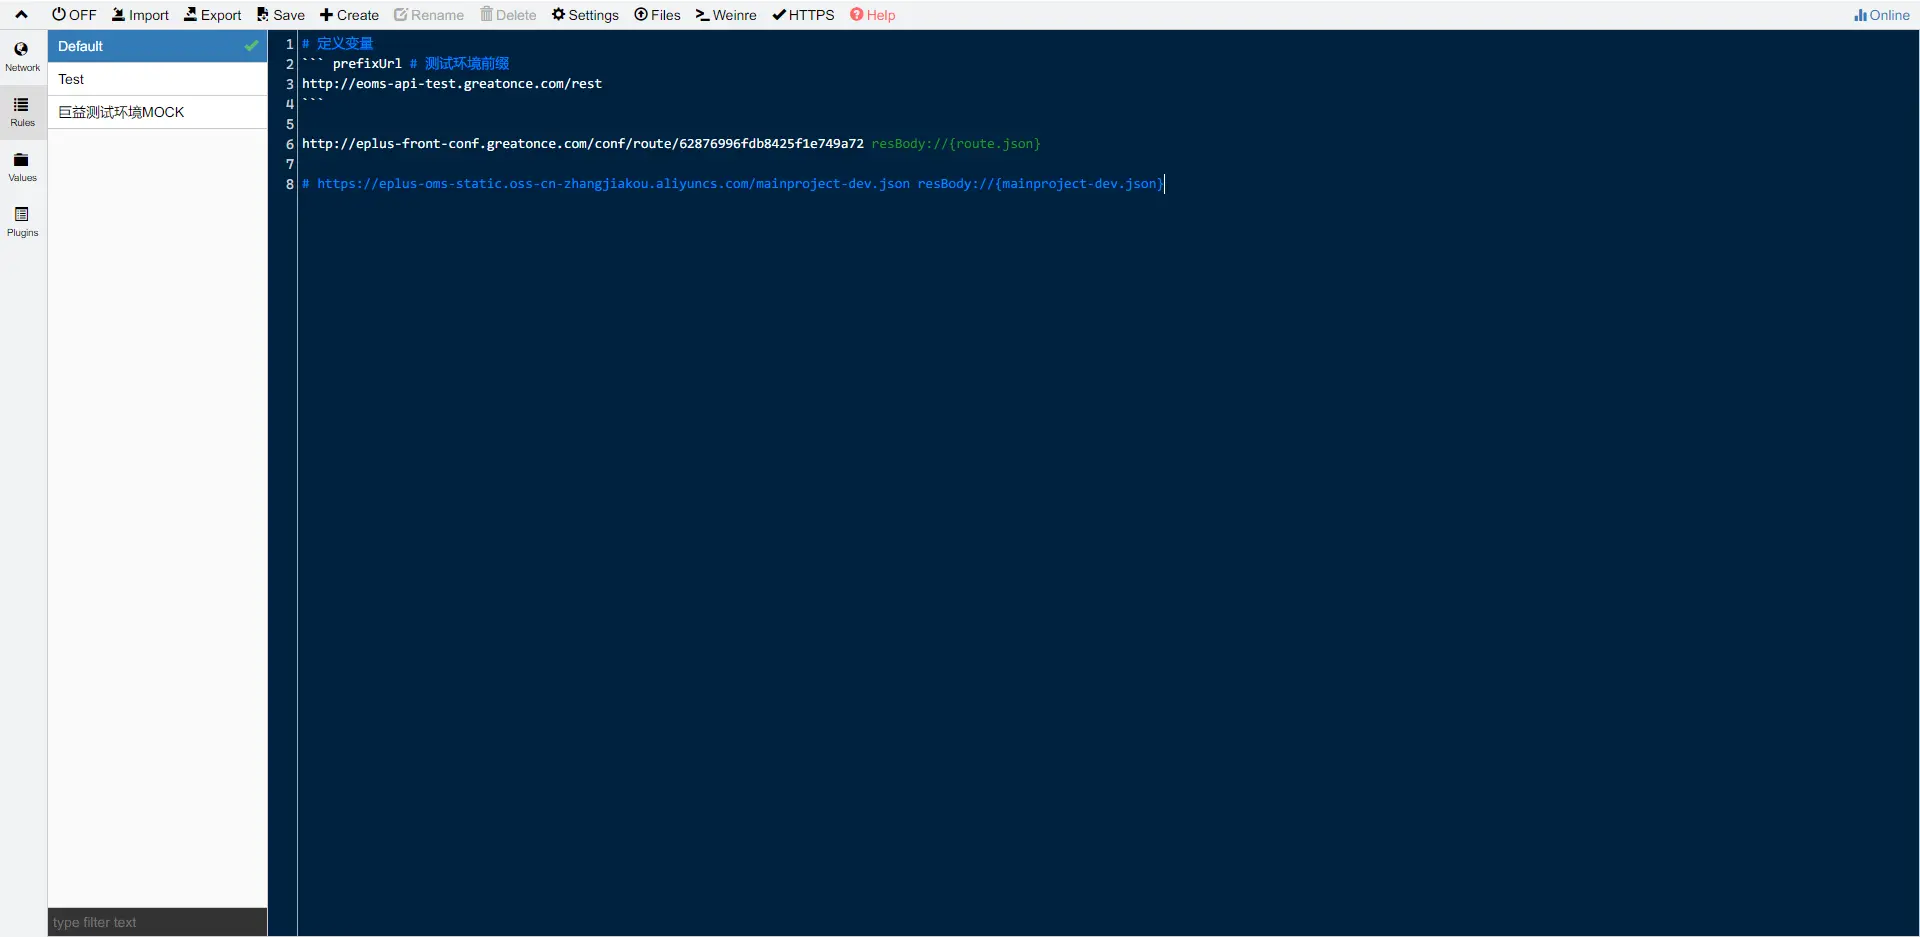 OFF Import Export Save Create Rename Delete Settings Files Weinre HTTPS Help Online
Network
Rules
Values
Plugins
Default
Test
巨益测试环境MOCK
type filter text
1 # 定义变量
2 ``` prefixUrl # 测试环境前缀
3 http://eoms-api-test.greatonce.com/rest
4 ```
5
6 http://eplus-front-conf.greatonce.com/conf/route/62876996fdb8425f1e749a72 resBody://{route.json}
7
8 # https://eplus-oms-static.oss-cn-zhangjiakou.aliyuncs.com/mainproject-dev.json resBody://{mainproject-dev.json}